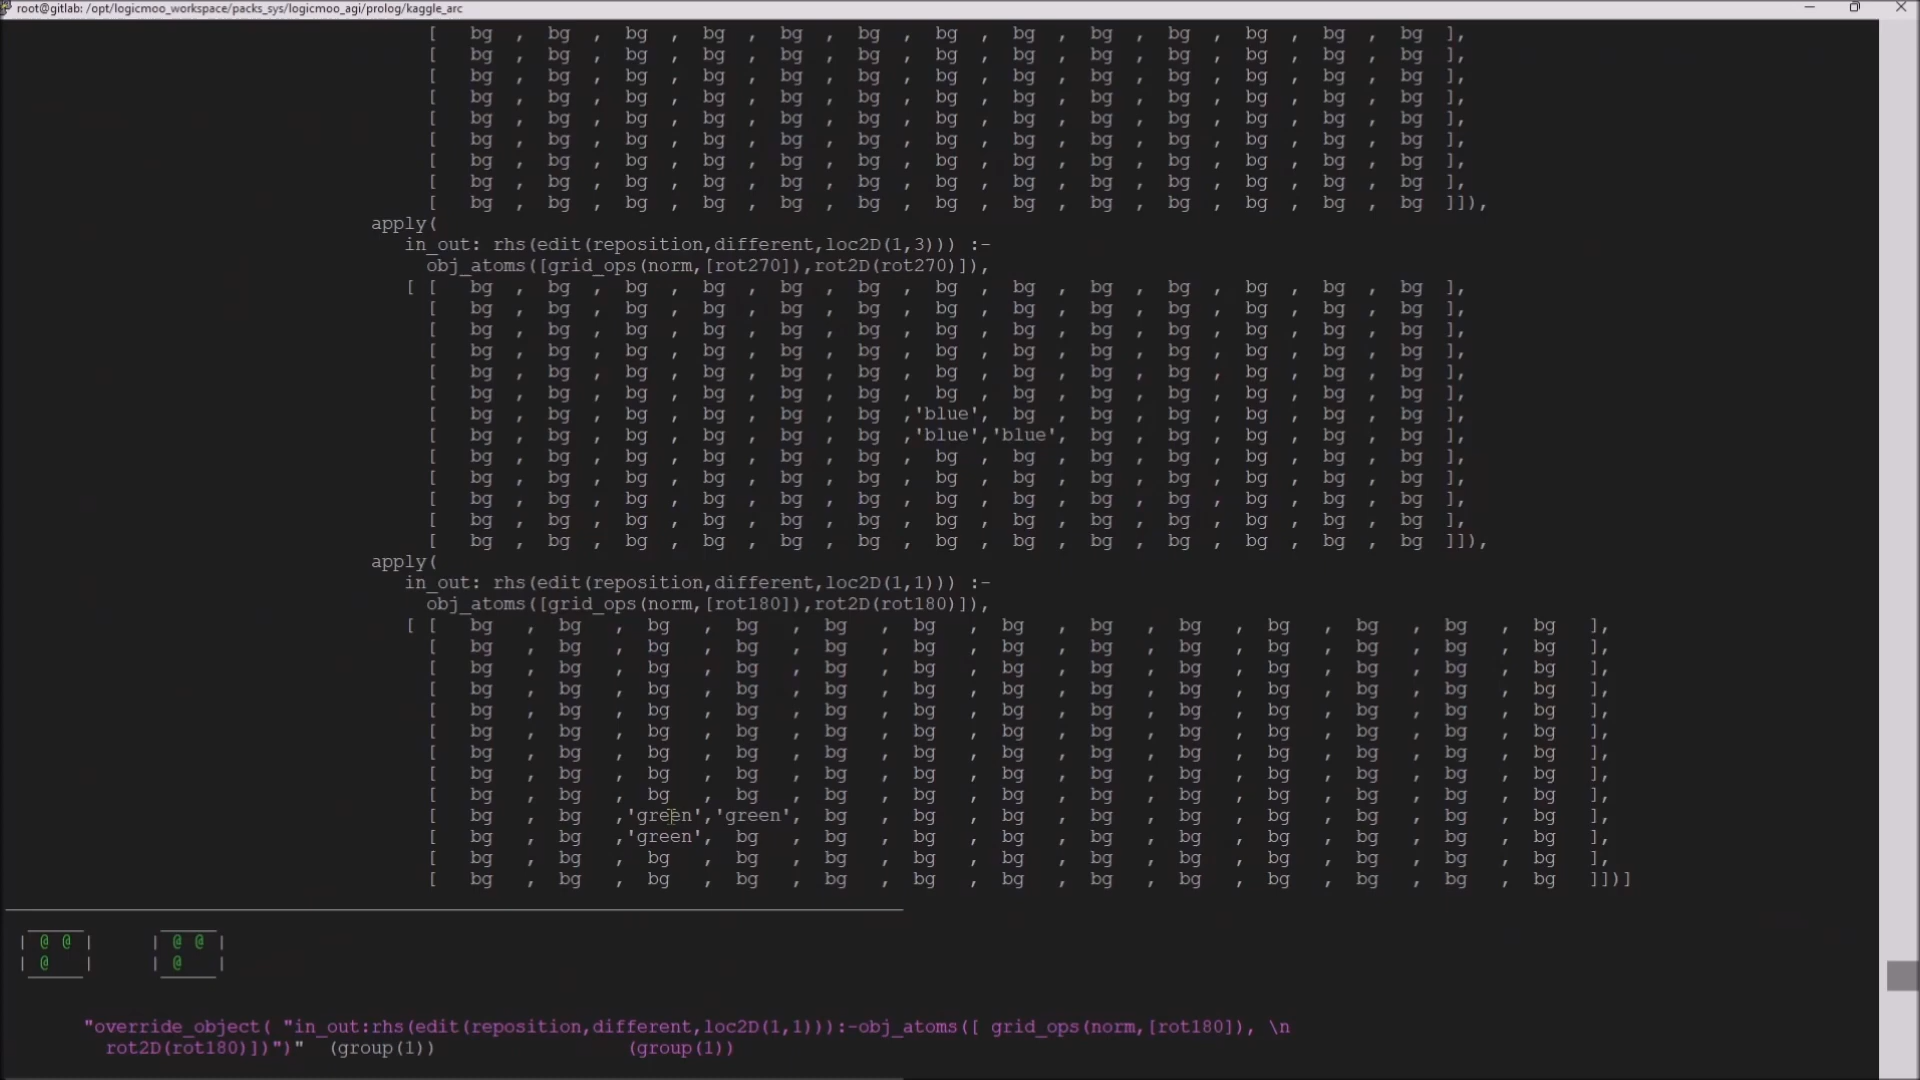 root@gitlab: /opt/logicmoo_workspace/packs_sys/logicmoo_agi/prolog/kaggle_arc
[ bg , bg , bg , bg , bg , bg , bg , bg , bg , bg , bg , bg , bg ],
[ bg , bg , bg , bg , bg , bg , bg , bg , bg , bg , bg , bg , bg ],
[ bg , bg , bg , bg , bg , bg , bg , bg , bg , bg , bg , bg , bg ],
[ bg , bg , bg , bg , bg , bg , bg , bg , bg , bg , bg , bg , bg ],
[ bg , bg , bg , bg , bg , bg , bg , bg , bg , bg , bg , bg , bg ],
[ bg , bg , bg , bg , bg , bg , bg , bg , bg , bg , bg , bg , bg ],
[ bg , bg , bg , bg , bg , bg , bg , bg , bg , bg , bg , bg , bg ],
[ bg , bg , bg , bg , bg , bg , bg , bg , bg , bg , bg , bg , bg ],
[ bg , bg , bg , bg , bg , bg , bg , bg , bg , bg , bg , bg , bg ]]),
apply(
in_out: rhs(edit(reposition,different,loc2D(1,3))) :-
obj_atoms([grid_ops(norm,[rot270]),rot2D(rot270)]),
[ [ bg , bg , bg , bg , bg , bg , bg , bg , bg , bg , bg , bg , bg ],
[ bg , bg , bg , bg , bg , bg , bg , bg , bg , bg , bg , bg , bg ],
[ bg , bg , bg , bg , bg , bg , bg , bg , bg , bg , bg , bg , bg ],
[ bg , bg , bg , bg , bg , bg , bg , bg , bg , bg , bg , bg , bg ],
[ bg , bg , bg , bg , bg , bg , bg , bg , bg , bg , bg , bg , bg ],
[ bg , bg , bg , bg , bg , bg , bg , bg , bg , bg , bg , bg , bg ],
[ bg , bg , bg , bg , bg , bg ,'blue', bg , bg , bg , bg , bg , bg ],
[ bg , bg , bg , bg , bg , bg ,'blue','blue', bg , bg , bg , bg , bg ],
[ bg , bg , bg , bg , bg , bg , bg , bg , bg , bg , bg , bg , bg ],
[ bg , bg , bg , bg , bg , bg , bg , bg , bg , bg , bg , bg , bg ],
[ bg , bg , bg , bg , bg , bg , bg , bg , bg , bg , bg , bg , bg ],
[ bg , bg , bg , bg , bg , bg , bg , bg , bg , bg , bg , bg , bg ],
[ bg , bg , bg , bg , bg , bg , bg , bg , bg , bg , bg , bg , bg ]]),
apply(
in_out: rhs(edit(reposition,different,loc2D(1,1))) :-
obj_atoms([grid_ops(norm,[rot180]),rot2D(rot180)]),
[ [ bg , bg , bg , bg , bg , bg , bg , bg , bg , bg , bg , bg , bg ],
[ bg , bg , bg , bg , bg , bg , bg , bg , bg , bg , bg , bg , bg ],
[ bg , bg , bg , bg , bg , bg , bg , bg , bg , bg , bg , bg , bg ],
[ bg , bg , bg , bg , bg , bg , bg , bg , bg , bg , bg , bg , bg ],
[ bg , bg , bg , bg , bg , bg , bg , bg , bg , bg , bg , bg , bg ],
[ bg , bg , bg , bg , bg , bg , bg , bg , bg , bg , bg , bg , bg ],
[ bg , bg , bg , bg , bg , bg , bg , bg , bg , bg , bg , bg , bg ],
[ bg , bg , bg , bg , bg , bg , bg , bg , bg , bg , bg , bg , bg ],
[ bg , bg , bg , bg , bg , bg , bg , bg , bg , bg , bg , bg , bg ],
[ bg , bg ,'green','green', bg , bg , bg , bg , bg , bg , bg , bg , bg ],
[ bg , bg ,'green', bg , bg , bg , bg , bg , bg , bg , bg , bg , bg ],
[ bg , bg , bg , bg , bg , bg , bg , bg , bg , bg , bg , bg , bg ],
[ bg , bg , bg , bg , bg , bg , bg , bg , bg , bg , bg , bg , bg ]])]
| @ @ | | @ @ |
| @ | | @ |
"override_object( "in_out:rhs(edit(reposition,different,loc2D(1,1))):-obj_atoms([ grid_ops(norm,[rot180]), \n
rot2D(rot180)])")" (group(1)) (group(1))